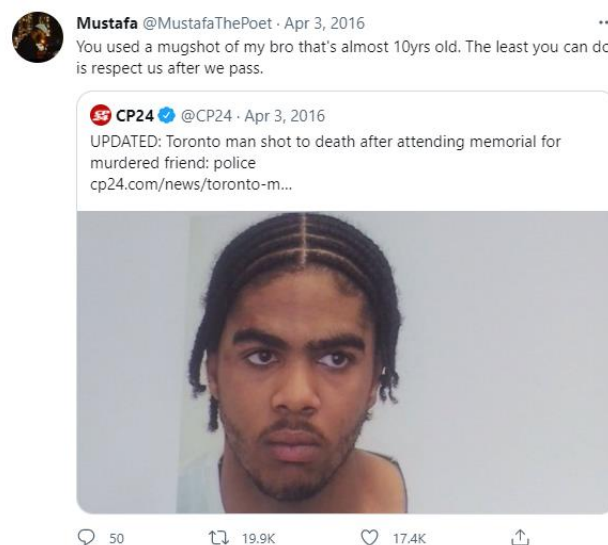 Mustafa @MustafaThePoet · Apr 3, 2016
You used a mugshot of my bro that's almost 10yrs old. The least you can do
is respect us after we pass.
CP24 @CP24 · Apr 3, 2016
UPDATED: Toronto man shot to death after attending memorial for
murdered friend: police
cp24.com/news/toronto-m...
50 19.9K 17.4K